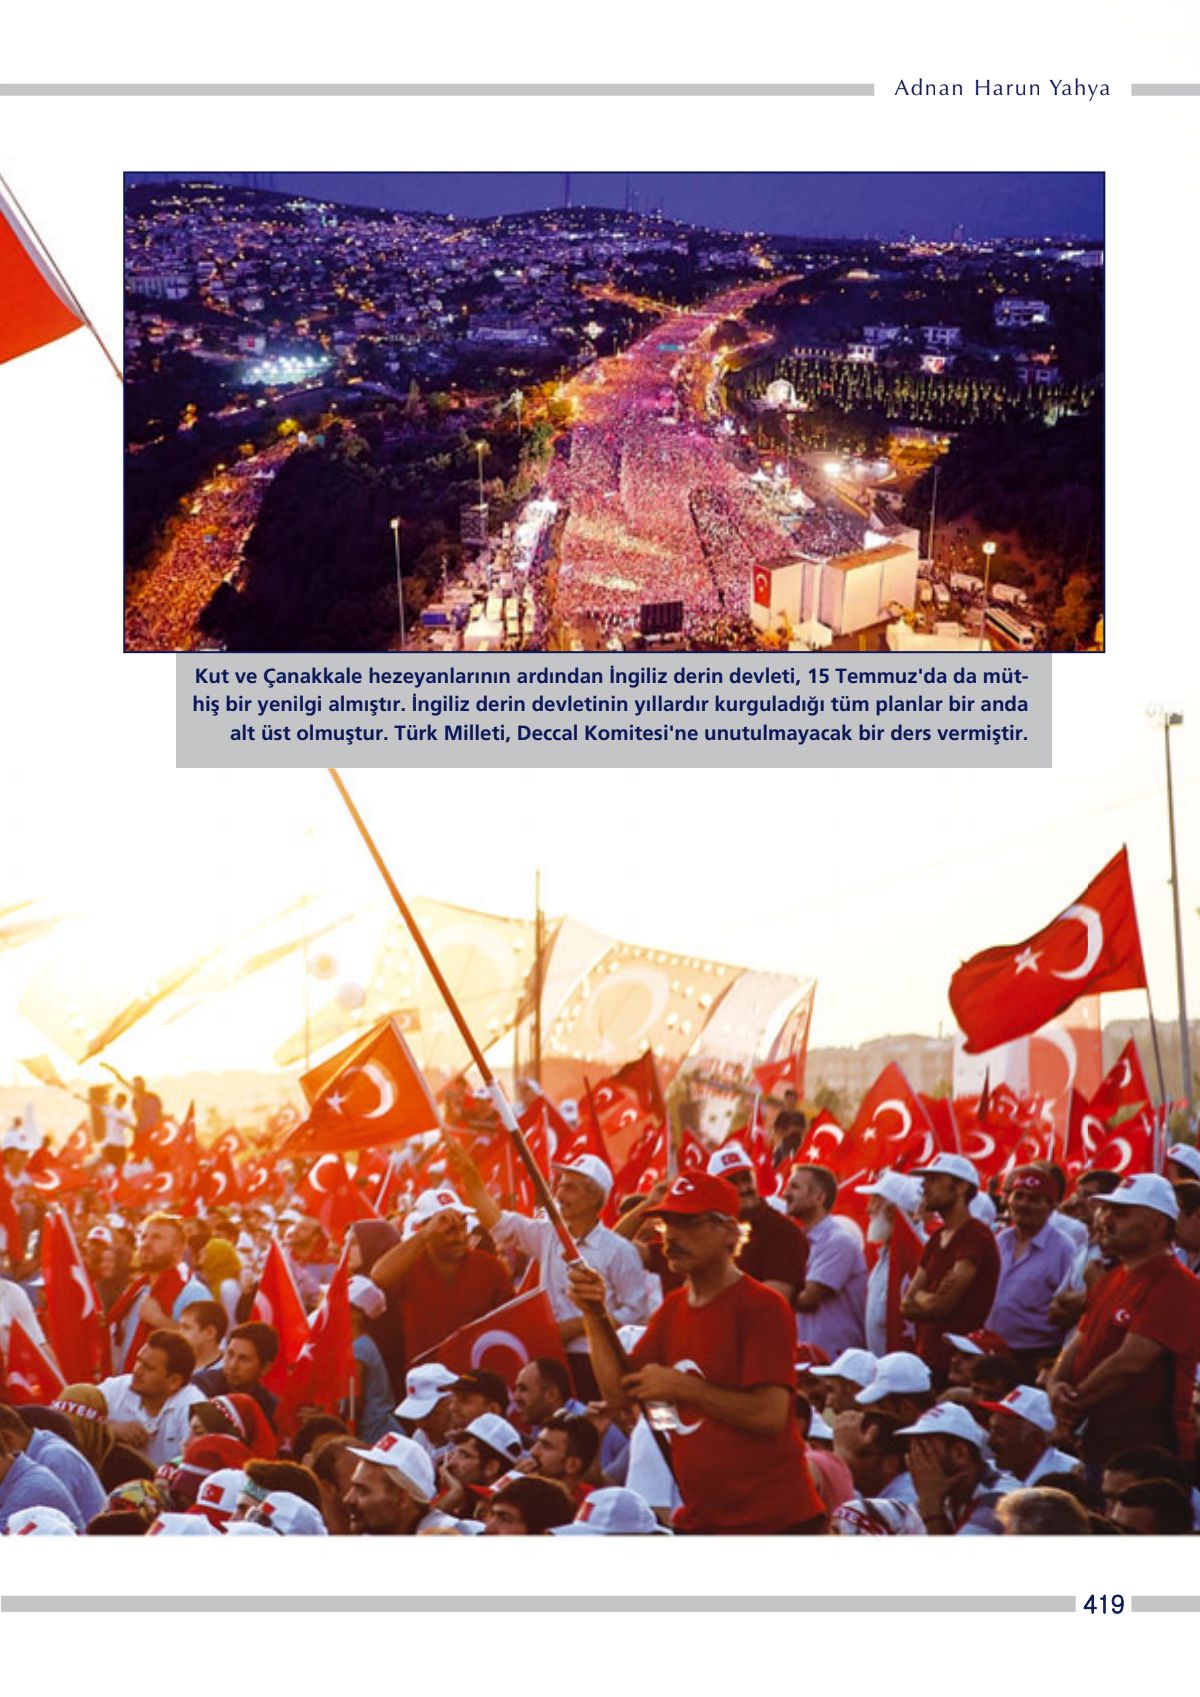 Adnan Harun Yahya
Kut ve Çanakkale hezeyanlarının ardından İngiliz derin devleti, 15 Temmuz'da da müt-
hiş bir yenilgi almıştır. İngiliz derin devletinin yıllardır kurguladığı tüm planlar bir anda
alt üst olmuştur. Türk Milleti, Deccal Komitesi'ne unutulmayacak bir ders vermiştir.
419